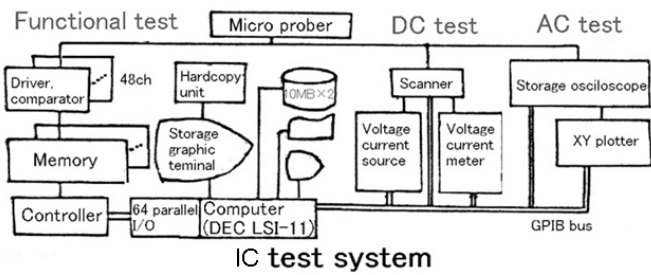 Functional test
Micro prober
DC test
AC test
Driver,
comparator
48ch
Hardcopy
unit
10MB×2
Scanner
Storage osciloscope
Memory
Storage
graphic
teminal
Voltage
current
source
Voltage
current
meter
XY plotter
Controller
64 parallel
I/O
Computer
(DEC LSI-11)
GPIB bus
IC test system